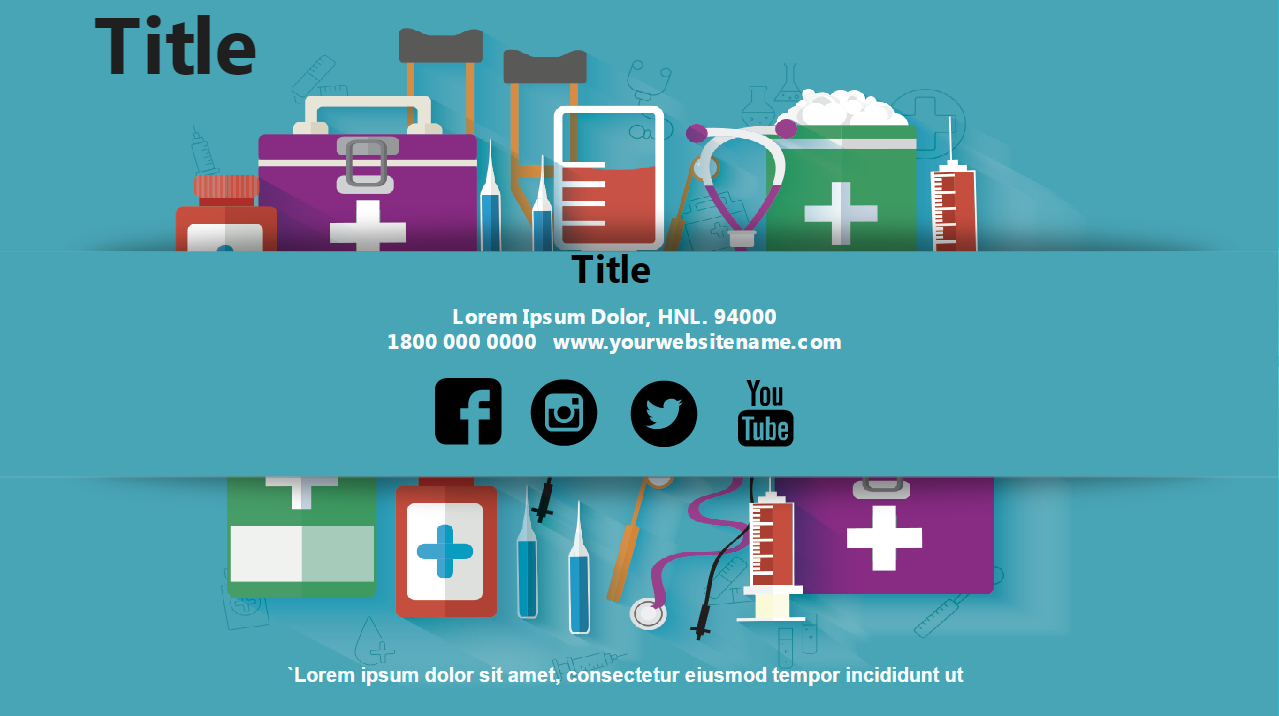 Title
Title
Lorem Ipsum Dolor, HNL. 94000
1800 000 0000 www.yourwebsitename.com
You
Tube
`Lorem ipsum dolor sit amet, consectetur eiusmod tempor incididunt ut